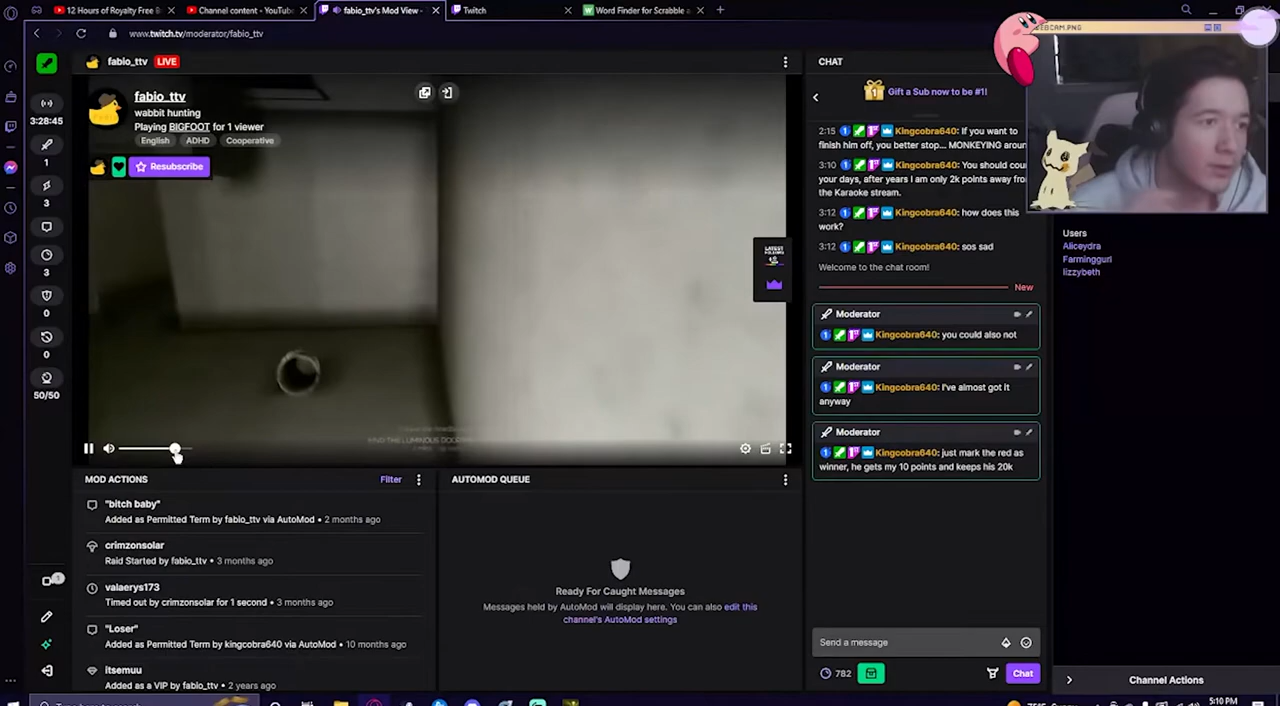 12 Hours of Royalty Free
Channel content - YouTub
fabio_ttv's Mod View -
Twitch
Word Finder for Scrabble
www.twitch.tv/moderator/fabio_ttv
WEBCAM.PNG
fabio_ttv LIVE
CHAT
3:28:45
1
3
3
0
0
50/50
1
fabio_ttv
wabbit hunting
Playing BIGFOOT for 1 viewer
English ADHD Cooperative
Resubscribe
LATEST
Gift a Sub now to be #1!
2:15 Kingcobra640: If you want to
finish him off, you better stop... MONKEYING aroun
3:10 Kingcobra640: You should cou
your days, after years I am only 2k points away fro
the Karaoke stream.
3:12 Kingcobra640: how does this
work?
3:12 Kingcobra640: sos sad
Welcome to the chat room!
New
Moderator
Kingcobra640: you could also not
Moderator
Kingcobra640: I've almost got it
anyway
Moderator
Kingcobra640: just mark the red as
winner, he gets my 10 points and keeps his 20k
Users
Aliceydra
Farminggurl
lizzybeth
MOD ACTIONS
Filter
"bitch baby"
Added as Permitted Term by fabio_ttv via AutoMod • 2 months ago
crimzonsolar
Raid Started by fabio_ttv • 3 months ago
valaerys173
Timed out by crimzonsolar for 1 second • 3 months ago
"Loser"
Added as Permitted Term by kingcobra640 via AutoMod • 10 months ago
itsemuu
Added as a VIP by fabio_ttv • 2 years ago
AUTOMOD QUEUE
Ready For Caught Messages
Messages held by AutoMod will display here. You can also edit this
channel's AutoMod settings
Send a message
782
Chat
Channel Actions
5:10 PM